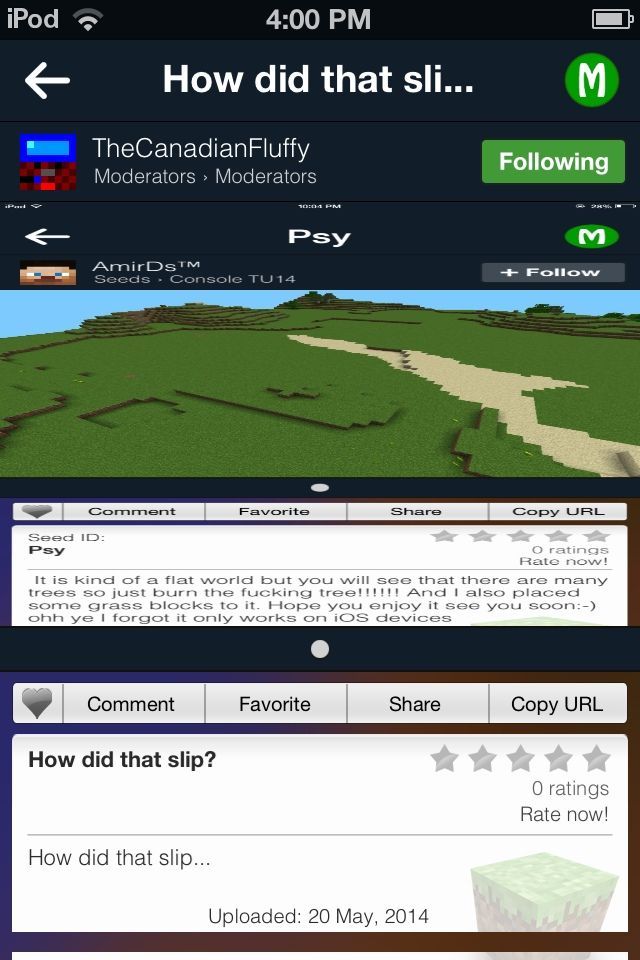 iPod 4:00 PM
How did that sli...
M
TheCanadianFluffy
Moderators › Moderators
Following
iPad 10:04 PM 28%
Psy
M
AmirDs™
Seeds • Console TU14
+ Follow
Comment Favorite Share Copy URL
Seed ID:
Psy
0 ratings
Rate now!
It is kind of a flat world but you will see that there are many
trees so just burn the fucking tree!!!!!! And I also placed
some grass blocks to it. Hope you enjoy it see you soon:-)
ohh ye I forgot it only works on iOS devices
Comment Favorite Share Copy URL
How did that slip?
0 ratings
Rate now!
How did that slip...
Uploaded: 20 May, 2014